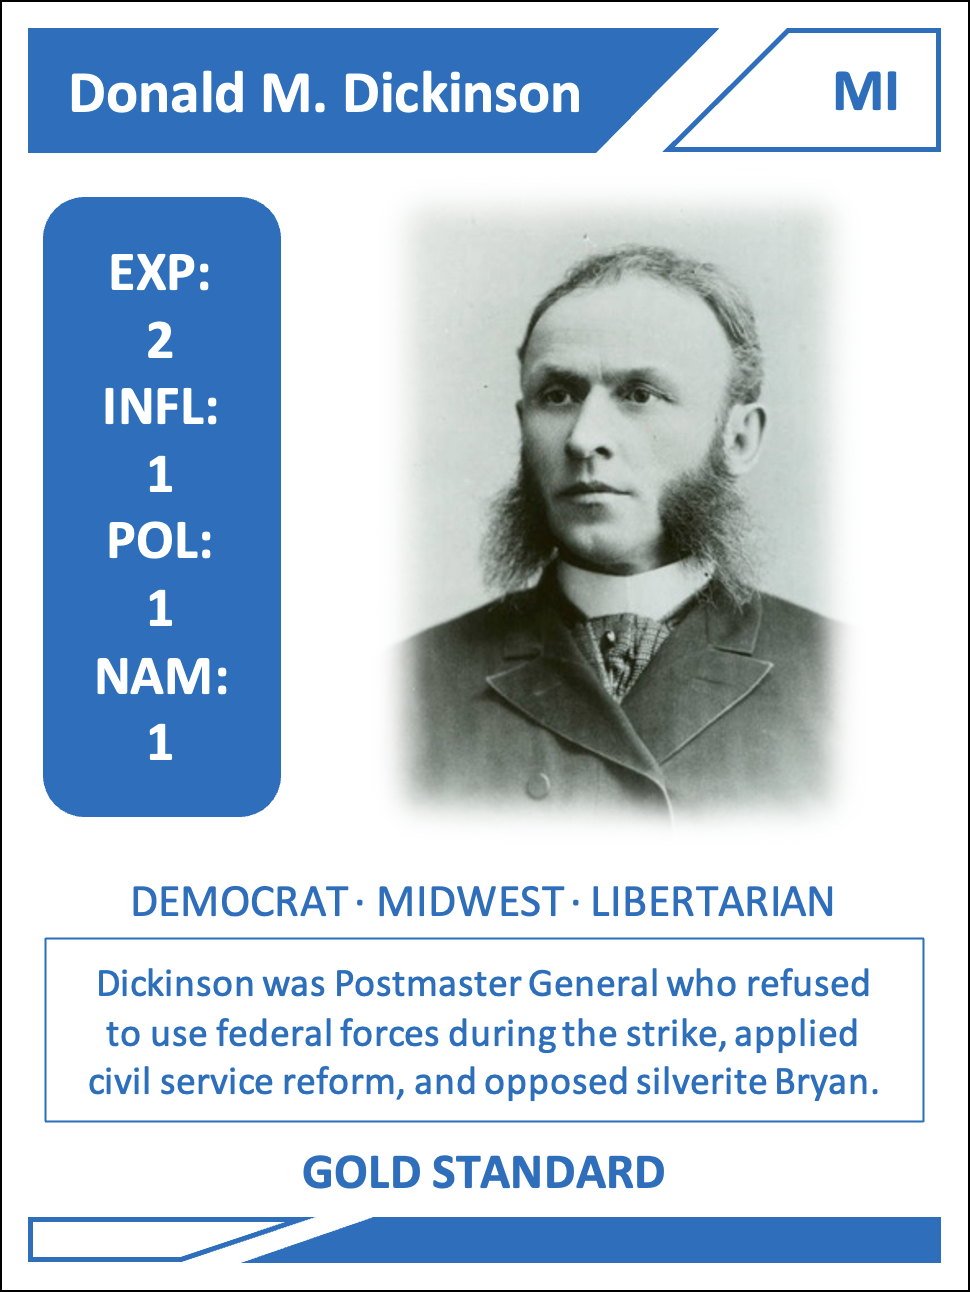 Donald M. Dickinson
MI
EXP:
2
INFL:
1
POL:
1
NAM:
1
DEMOCRAT · MIDWEST · LIBERTARIAN
Dickinson was Postmaster General who refused
to use federal forces during the strike, applied
civil service reform, and opposed silverite Bryan.
GOLD STANDARD